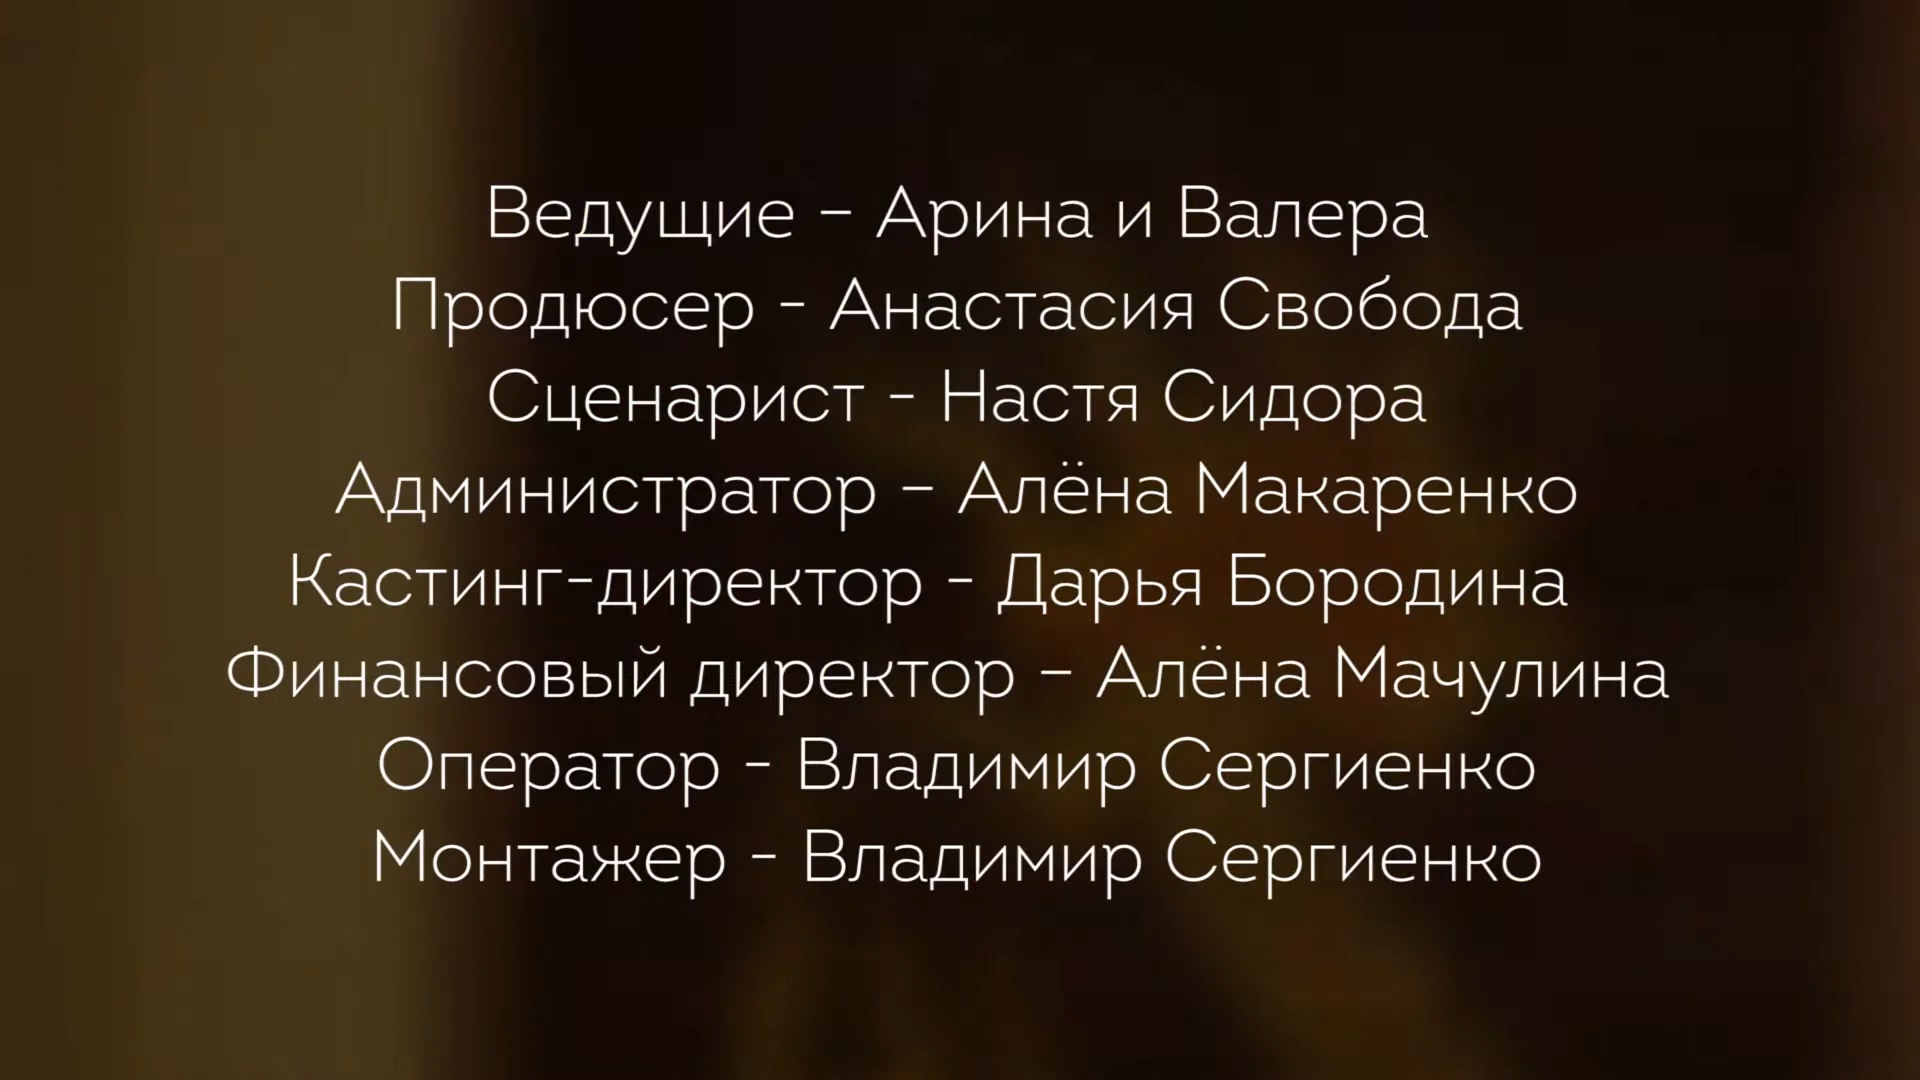 Ведущие – Арина и Валера
Продюсер - Анастасия Свобода
Сценарист - Настя Сидора
Администратор – Алёна Макаренко
Кастинг-директор - Дарья Бородина
Финансовый директор – Алёна Мачулина
Оператор - Владимир Сергиенко
Монтажер - Владимир Сергиенко